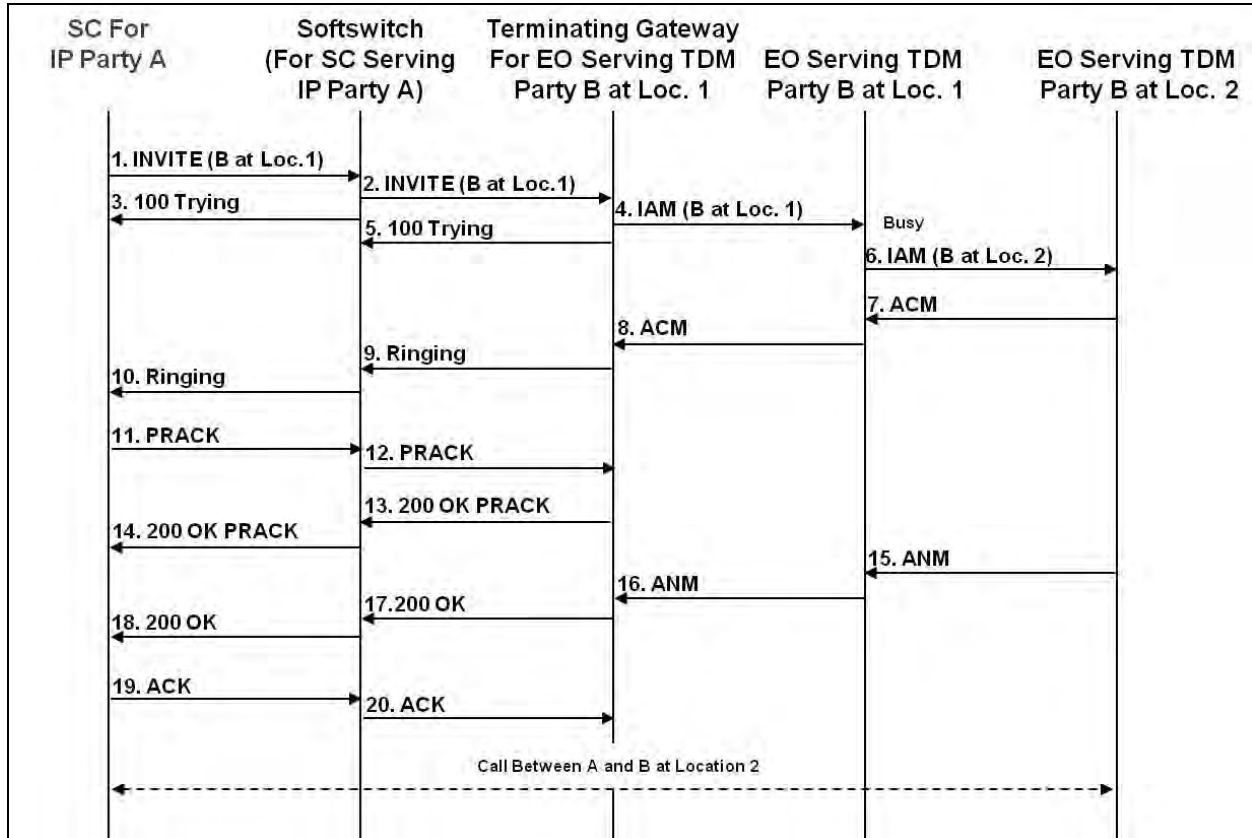 SC For
IP Party A
Softswitch
(For SC Serving
IP Party A)
Terminating Gateway
For EO Serving TDM
Party B at Loc. 1
EO Serving TDM
Party B at Loc. 1
EO Serving TDM
Party B at Loc. 2
1. INVITE (B at Loc.1)
2. INVITE (B at Loc.1)
3. 100 Trying
4. IAM (B at Loc. 1)
Busy
5. 100 Trying
6. IAM (B at Loc. 2)
7. ACM
8. ACM
9. Ringing
10. Ringing
11. PRACK
12. PRACK
13. 200 OK PRACK
14. 200 OK PRACK
15. ANM
16. ANM
17.200 OK
18. 200 OK
19. ACK
20. ACK
Call Between A and B at Location 2